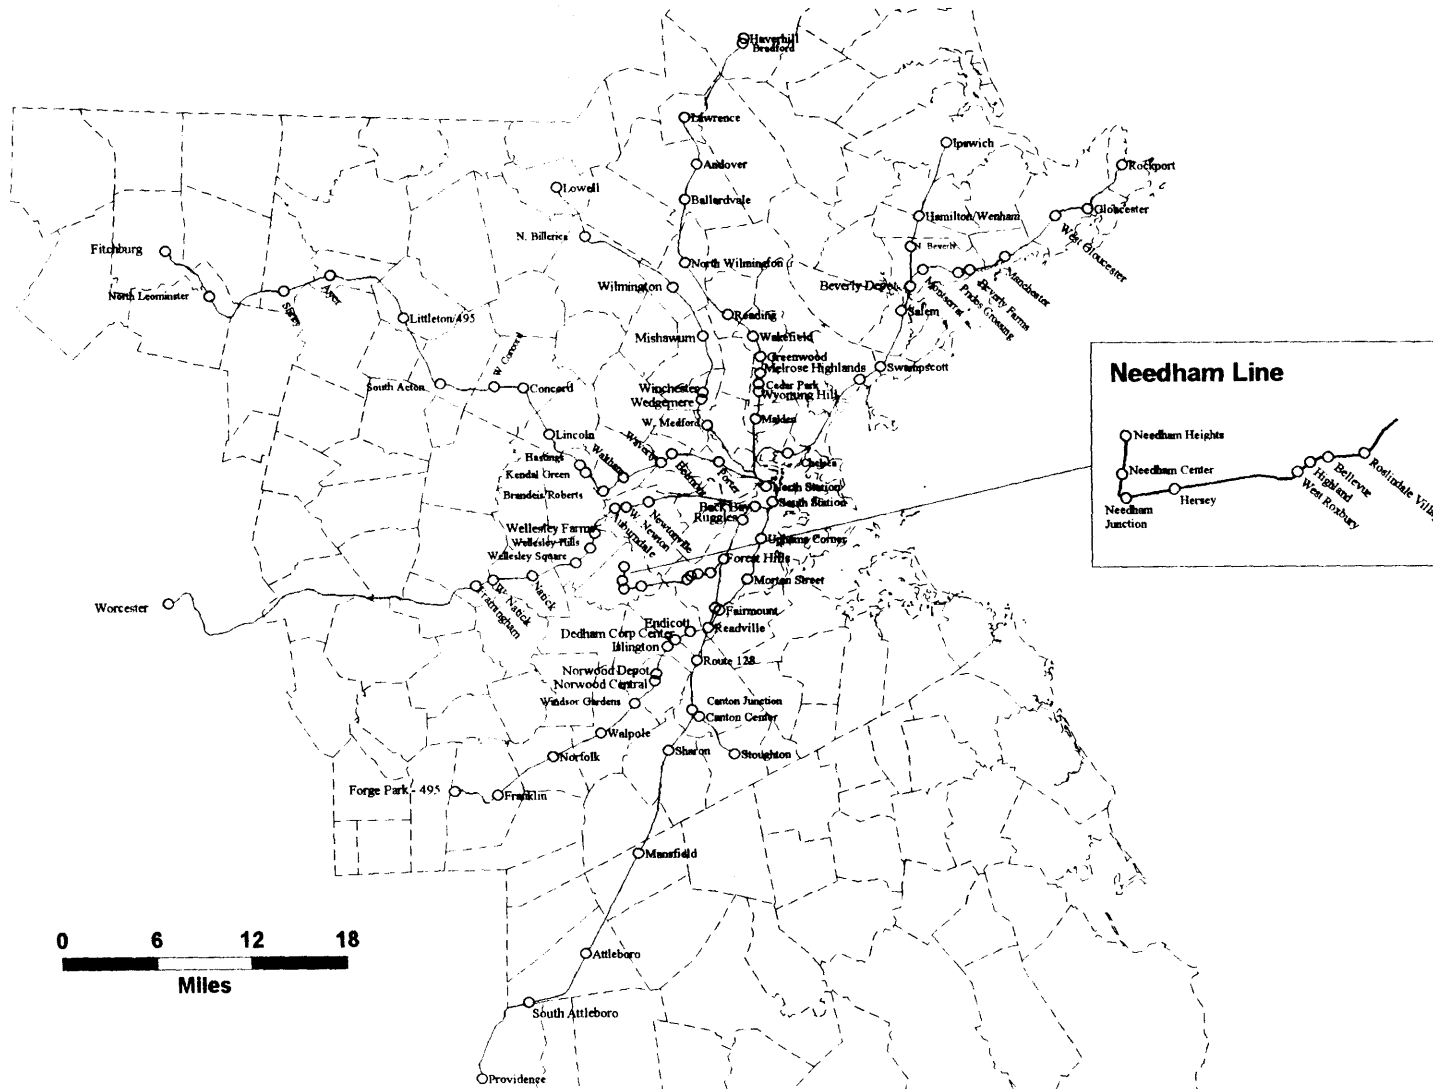 Haverhill
Bradford
Lawrence
Andover
Ballardvale
North Wilmington
Reading
Wakefield
Greenwood
Melrose Highlands
Cedar Park
Wyoming Hill
Malden
Ipswich
Hamilton/Wenham
N. Beverly
Beverly Depot
Salem
Swampscott
Chelsea
Rockport
Gloucester
West Gloucester
Manchester
Beverly Farms
Prides Crossing
Montserrat
Lowell
N. Billerica
Wilmington
Mishawum
Winchester
Wedgemere
W. Medford
Fitchburg
North Leominster
Shirley
Ayer
Littleton/495
South Acton
W. Concord
Concord
Lincoln
Hastings
Kendal Green
Brandeis/Roberts
Waltham
Waverly
Porter
North Station
South Station
Back Bay
Ruggles
Newtonville
W. Newton
Auburndale
Wellesley Farms
Wellesley Hills
Wellesley Square
Natick
W. Natick
Framingham
Worcester
Uphams Corner
Forest Hills
Morton Street
Fairmount
Readville
Endicott
Dedham Corp Center
Islington
Norwood Depot
Norwood Central
Windsor Gardens
Walpole
Norfolk
Franklin
Forge Park - 495
Route 128
Canton Junction
Canton Center
Stoughton
Sharon
Mansfield
Attleboro
South Attleboro
Providence
Needham Line
Needham Heights
Needham Center
Needham
Junction
Hersey
West Roxbury
Highland
Bellevue
Roslindale Villa
0 6 12 18
Miles